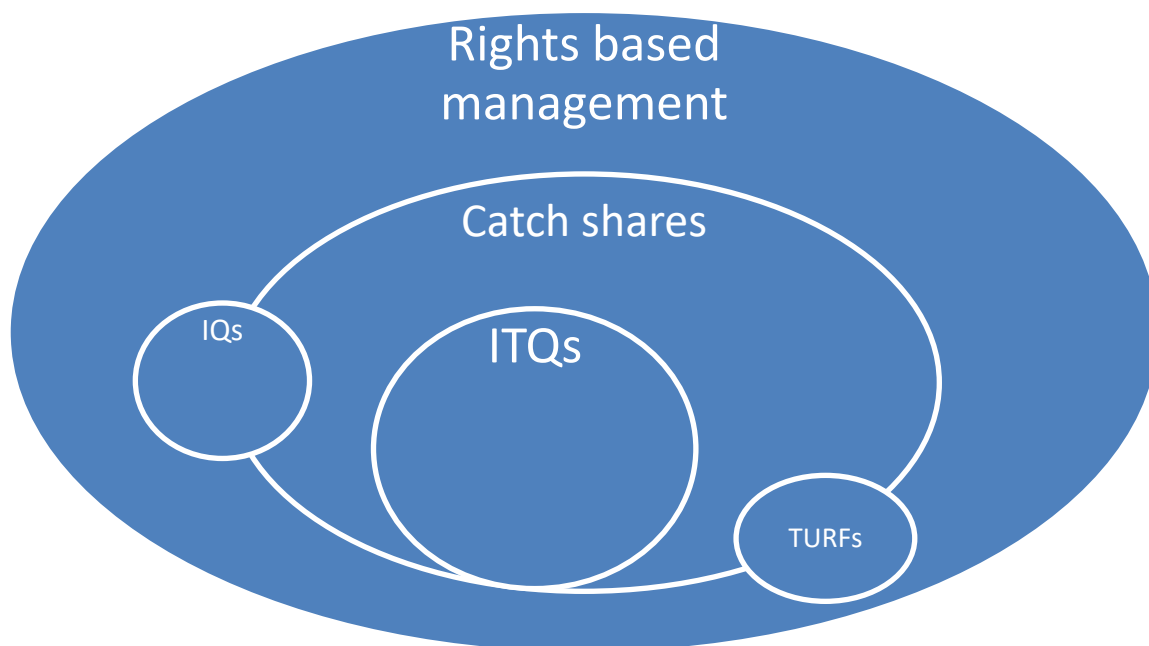 Rights based
management
Catch shares
IQs
ITQs
TURFs